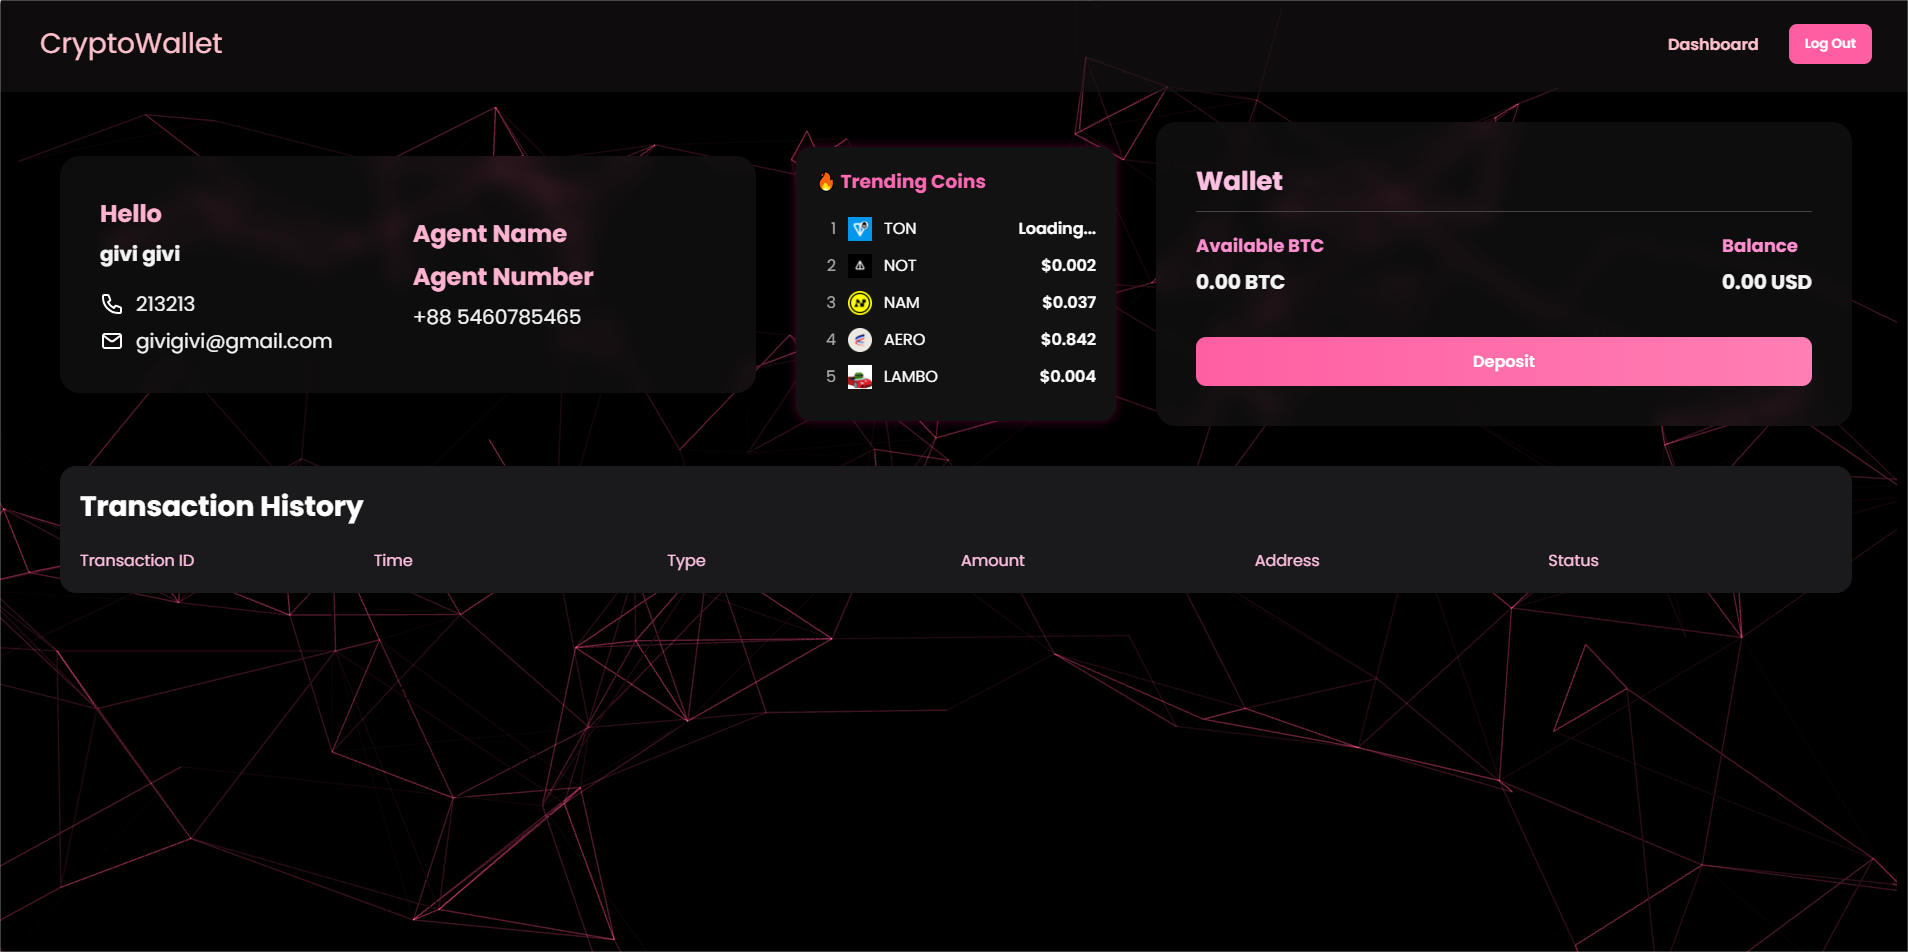 CryptoWallet
Dashboard
Log Out
Hello
givi givi
213213
givigivi@gmail.com
Agent Name
Agent Number
+88 5460785465
🔥 Trending Coins
1 TON Loading...
2 NOT $0.002
3 NAM $0.037
4 AERO $0.842
5 LAMBO $0.004
Wallet
Available BTC
0.00 BTC
Balance
0.00 USD
Deposit
Transaction History
Transaction ID Time Type Amount Address Status